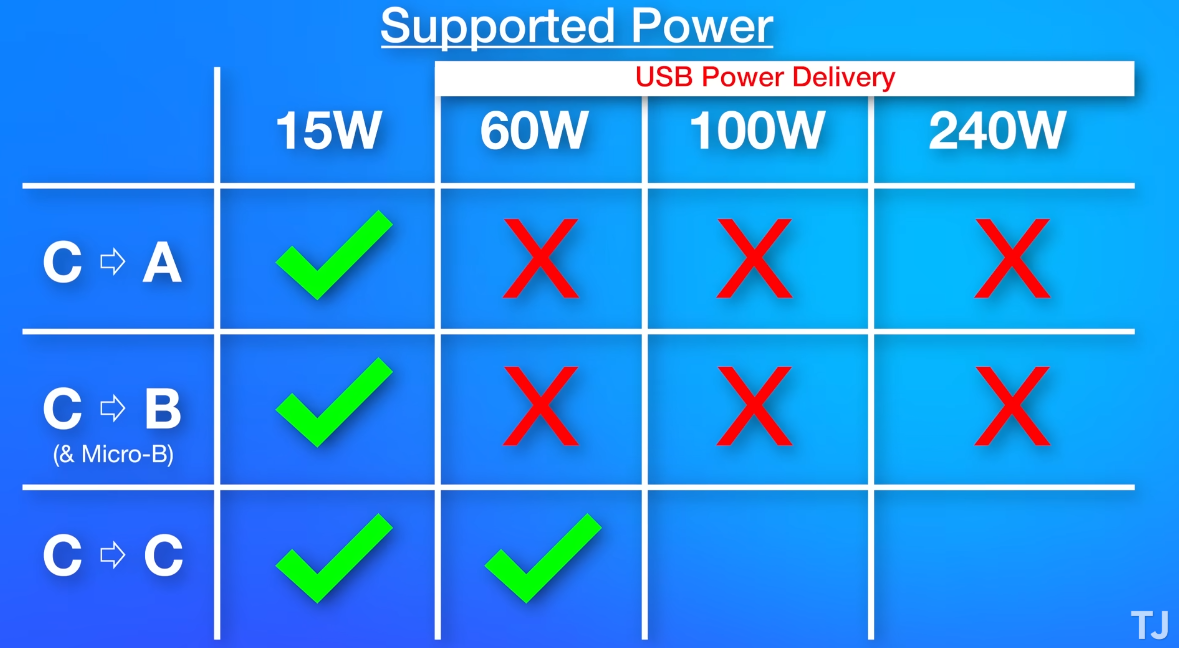 Supported Power
USB Power Delivery
15W 60W 100W 240W
C ⇨ A
C ⇨ B
(& Micro-B)
C ⇨ C
TJ